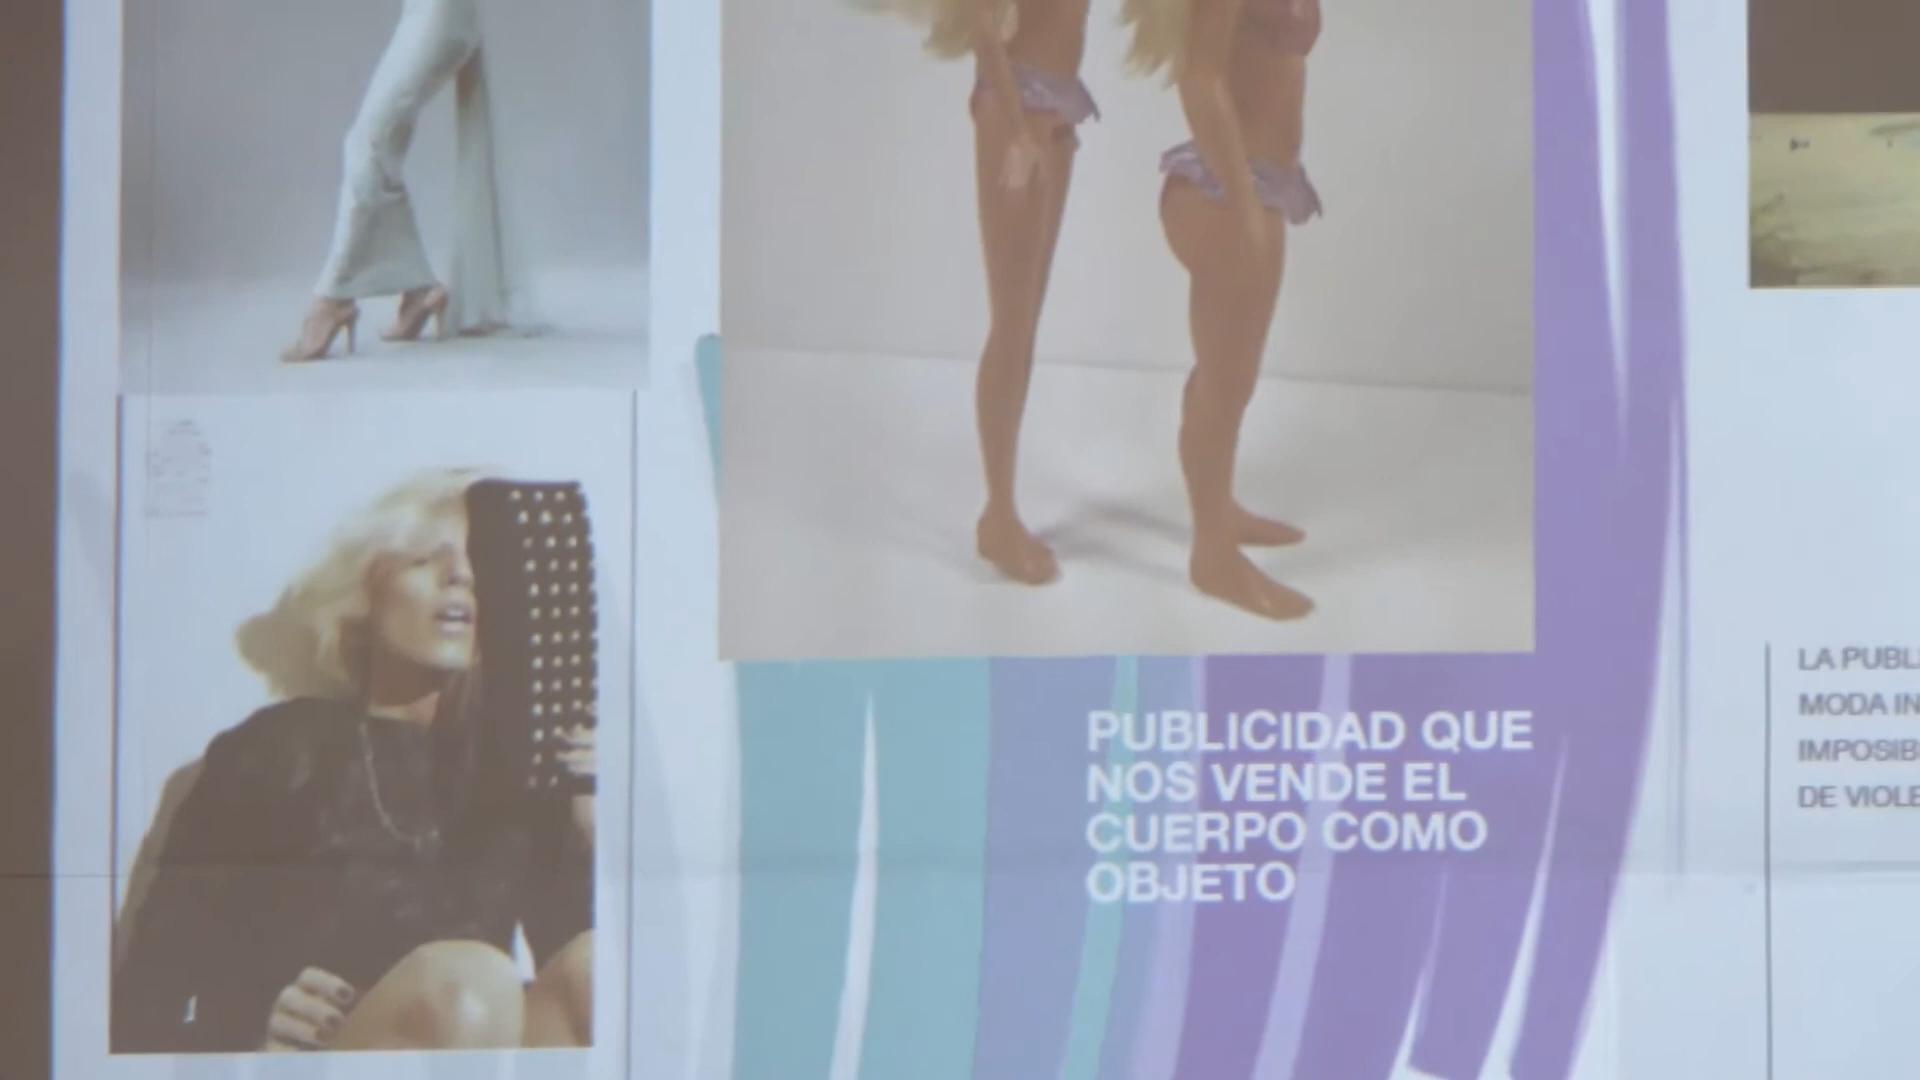 PUBLICIDAD QUE
NOS VENDE EL
CUERPO COMO
OBJETO
LA PUBL
MODA IN
IMPOSIB
DE VIOLE